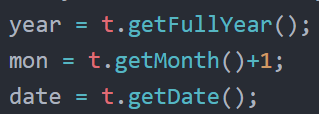 year = t.getFullYear();
mon = t.getMonth()+1;
date = t.getDate();